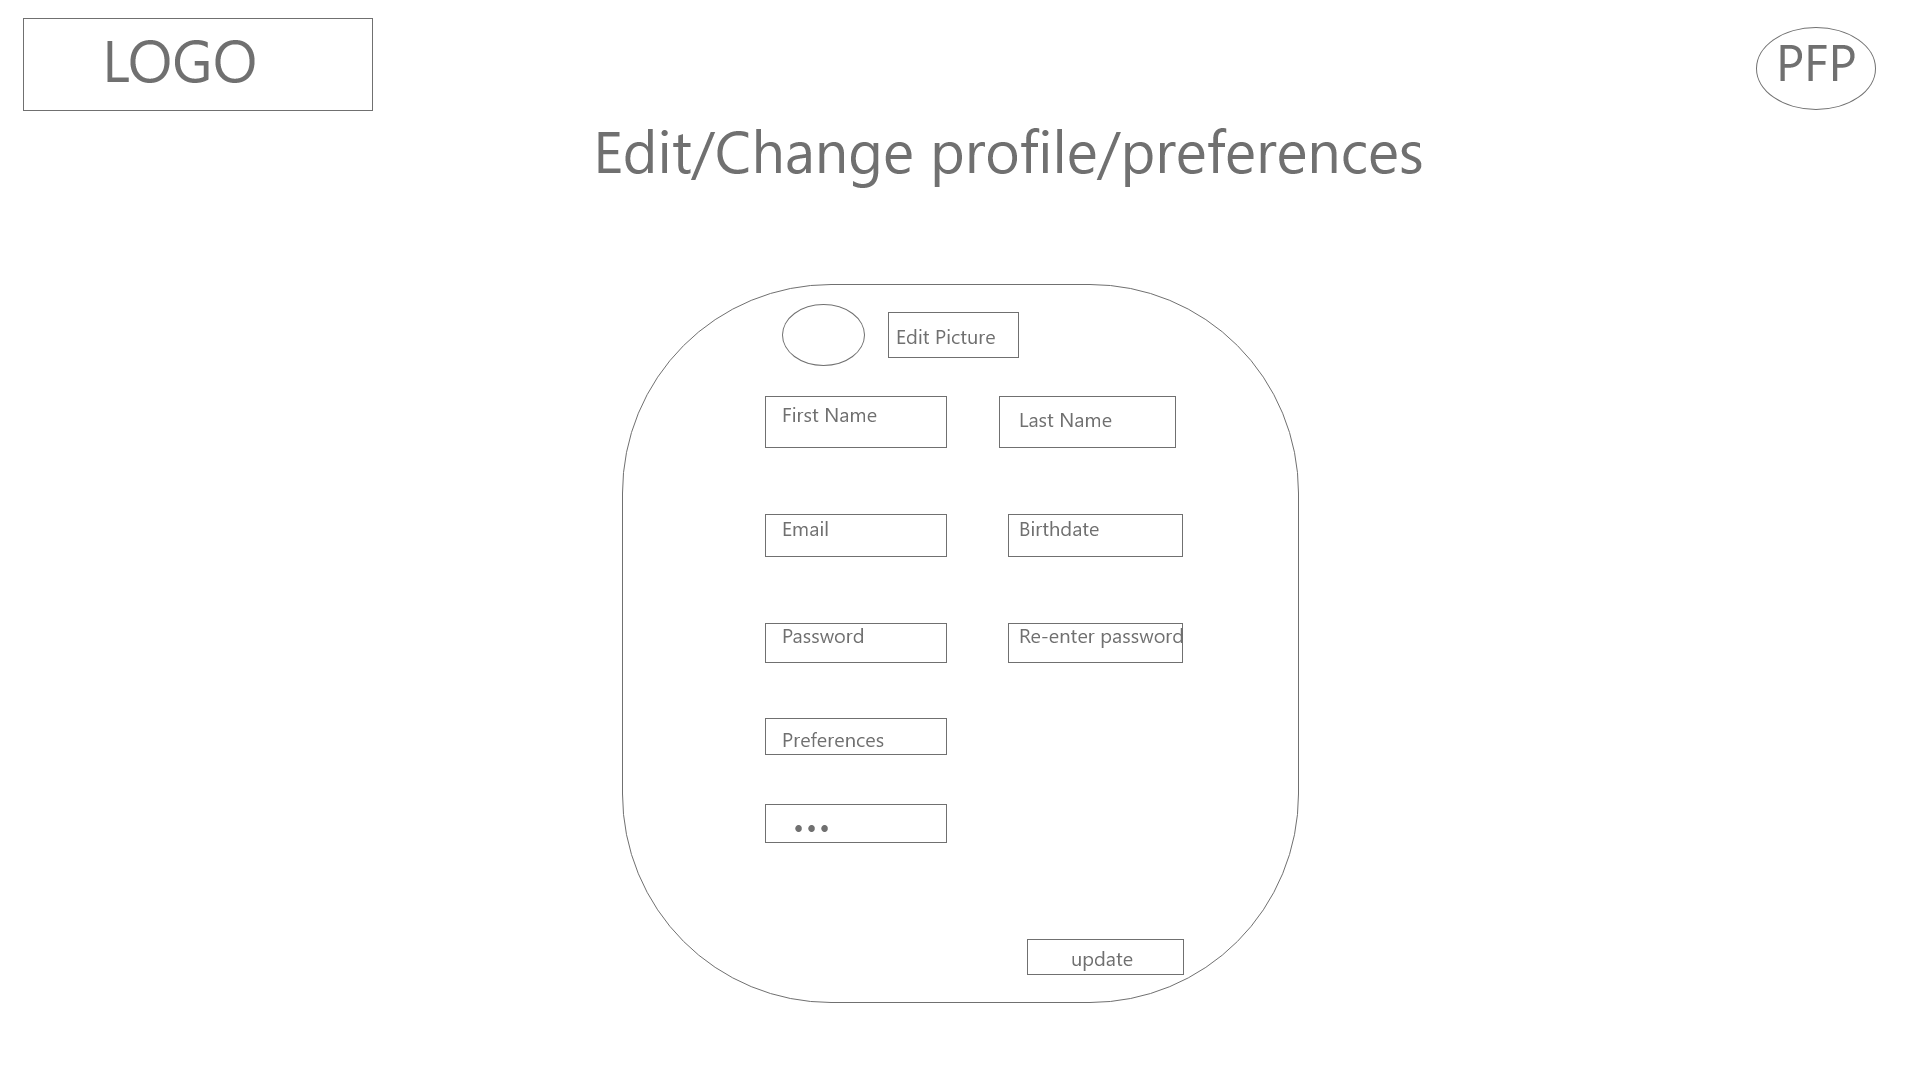 LOGO
PFP
Edit/Change profile/preferences
Edit Picture
First Name
Last Name
Email
Birthdate
Password
Re-enter password
Preferences
...
update